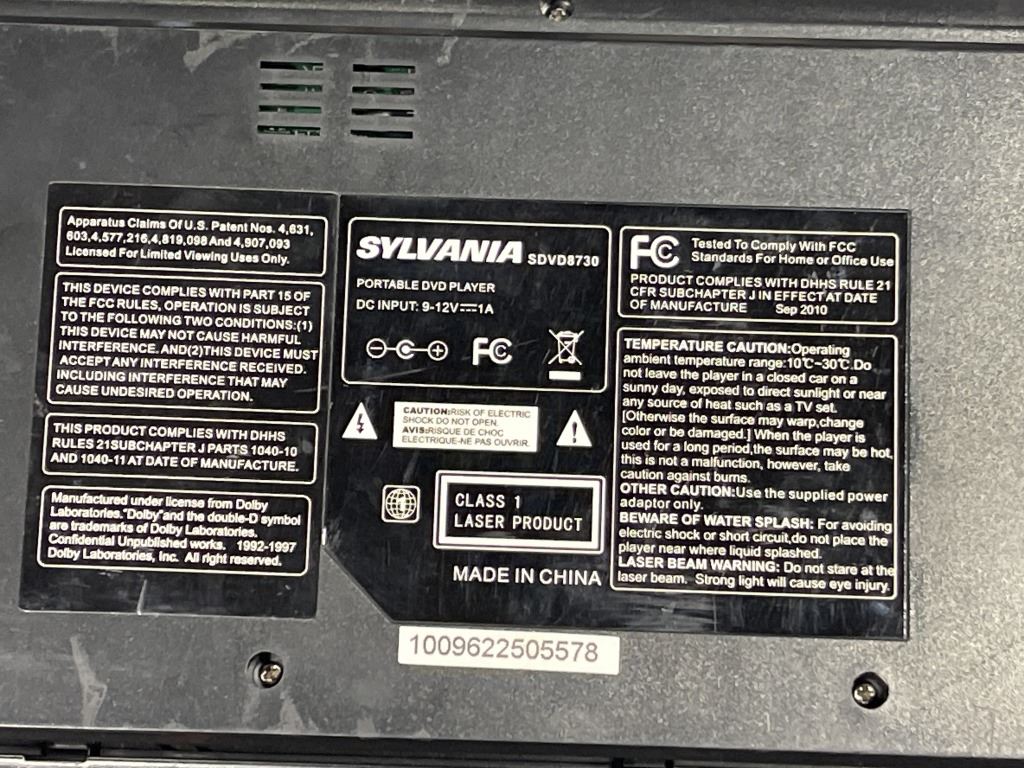 Apparatus Claims Of U.S. Patent Nos. 4,631,
603,4,577,216,4,819,098 And 4,907,093
Licensed For Limited Viewing Uses Only.
THIS DEVICE COMPLIES WITH PART 15 OF
THE FCC RULES, OPERATION IS SUBJECT
TO THE FOLLOWING TWO CONDITIONS:(1)
THIS DEVICE MAY NOT CAUSE HARMFUL
INTERFERENCE. AND(2)THIS DEVICE MUST
ACCEPT ANY INTERFERENCE RECEIVED.
INCLUDING INTERFERENCE THAT MAY
CAUSE UNDESIRED OPERATION.
THIS PRODUCT COMPLIES WITH DHHS
RULES 21SUBCHAPTER J PARTS 1040-10
AND 1040-11 AT DATE OF MANUFACTURE.
Manufactured under license from Dolby
Laboratories."Dolby"and the double-D symbol
are trademarks of Dolby Laboratories.
Confidential Unpublished works. 1992-1997
Dolby Laboratories, Inc. All right reserved.
SYLVANIA SDVD8730
PORTABLE DVD PLAYER
DC INPUT: 9-12V⎓1A
FC
CAUTION:RISK OF ELECTRIC
SHOCK DO NOT OPEN.
AVIS:RISQUE DE CHOC
ELECTRIQUE-NE PAS OUVRIR.
CLASS 1
LASER PRODUCT
MADE IN CHINA
FC Tested To Comply With FCC
Standards For Home or Office Use
PRODUCT COMPLIES WITH DHHS RULE 21
CFR SUBCHAPTER J IN EFFECT AT DATE
OF MANUFACTURE Sep 2010
TEMPERATURE CAUTION:Operating
ambient temperature range:10℃~30℃.Do
not leave the player in a closed car on a
sunny day, exposed to direct sunlight or near
any source of heat such as a TV set.
[Otherwise the surface may warp,change
color or be damaged.] When the player is
used for a long period,the surface may be hot,
this is not a malfunction, however, take
caution against burns.
OTHER CAUTION:Use the supplied power
adaptor only.
BEWARE OF WATER SPLASH: For avoiding
electric shock or short circuit,do not place the
player near where liquid splashed.
LASER BEAM WARNING: Do not stare at the
laser beam. Strong light will cause eye injury.
1009622505578